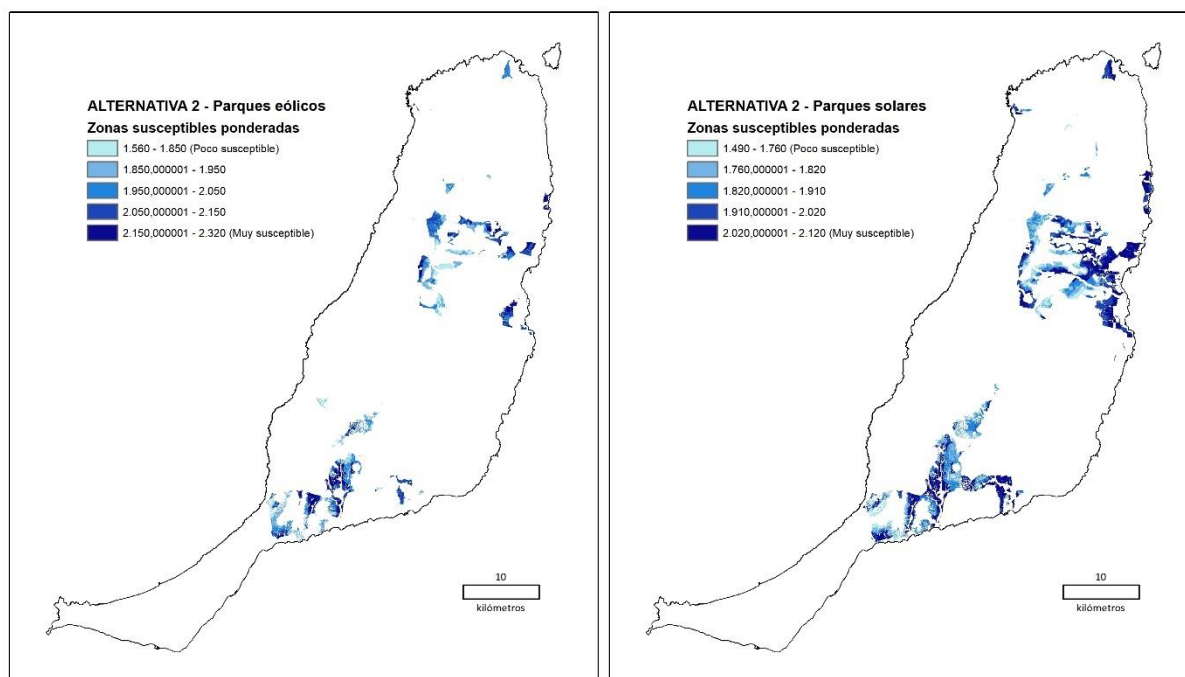 ALTERNATIVA 2 - Parques eólicos
Zonas susceptibles ponderadas
1.560 - 1.850 (Poco susceptible)
1.850,000001 - 1.950
1.950,000001 - 2.050
2.050,000001 - 2.150
2.150,000001 - 2.320 (Muy susceptible)
10
kilómetros
ALTERNATIVA 2 - Parques solares
Zonas susceptibles ponderadas
1.490 - 1.760 (Poco susceptible)
1.760,000001 - 1.820
1.820,000001 - 1.910
1.910,000001 - 2.020
2.020,000001 - 2.120 (Muy susceptible)
10
kilómetros